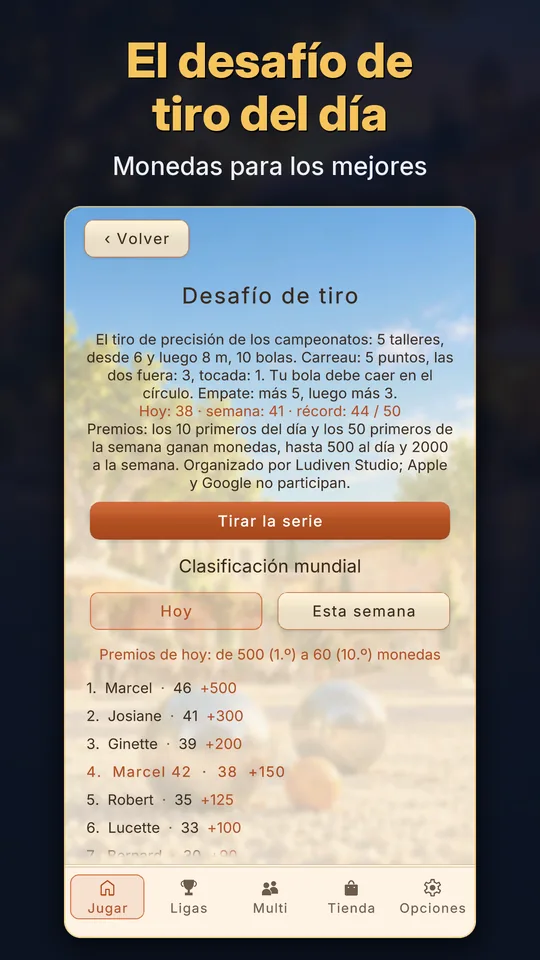 El desafío de
tiro del día
Monedas para los mejores
‹ Volver
Desafío de tiro
El tiro de precisión de los campeonatos: 5 talleres,
desde 6 y luego 8 m, 10 bolas. Carreau: 5 puntos, las
dos fuera: 3, tocada: 1. Tu bola debe caer en el
círculo. Empate: más 5, luego más 3.
Hoy: 38 · semana: 41 · récord: 44 / 50
Premios: los 10 primeros del día y los 50 primeros de
la semana ganan monedas, hasta 500 al día y 2000
a la semana. Organizado por Ludiven Studio; Apple
y Google no participan.
Tirar la serie
Clasificación mundial
Hoy
Esta semana
Premios de hoy: de 500 (1.º) a 60 (10.º) monedas
1. Marcel · 46 +500
2. Josiane · 41 +300
3. Ginette · 39 +200
4. Marcel 42 · 38 +150
5. Robert · 35 +125
6. Lucette · 33 +100
7. Bernard · 30 +90
Jugar
Ligas
Multi
Tienda
Opciones